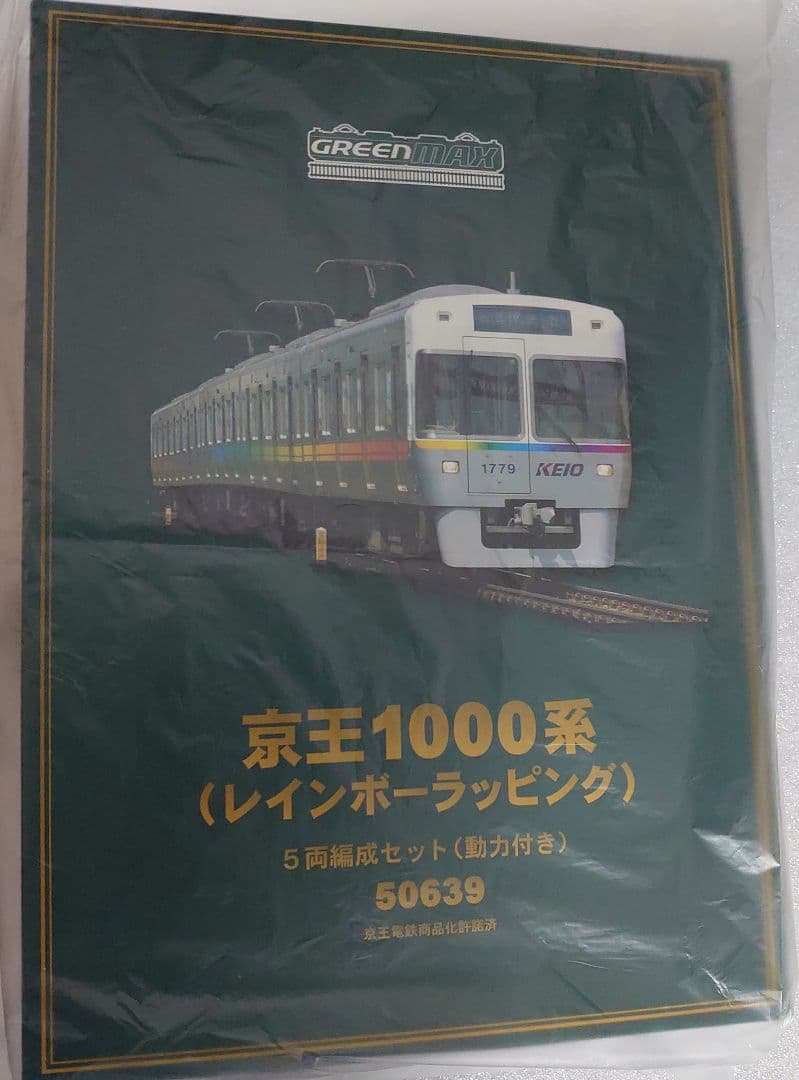 GREENMAX
1779 KEIO
京王1000系
(レインボーラッピング)
5両編成セット(動力付き)
50639
京王電鉄商品化許諾済